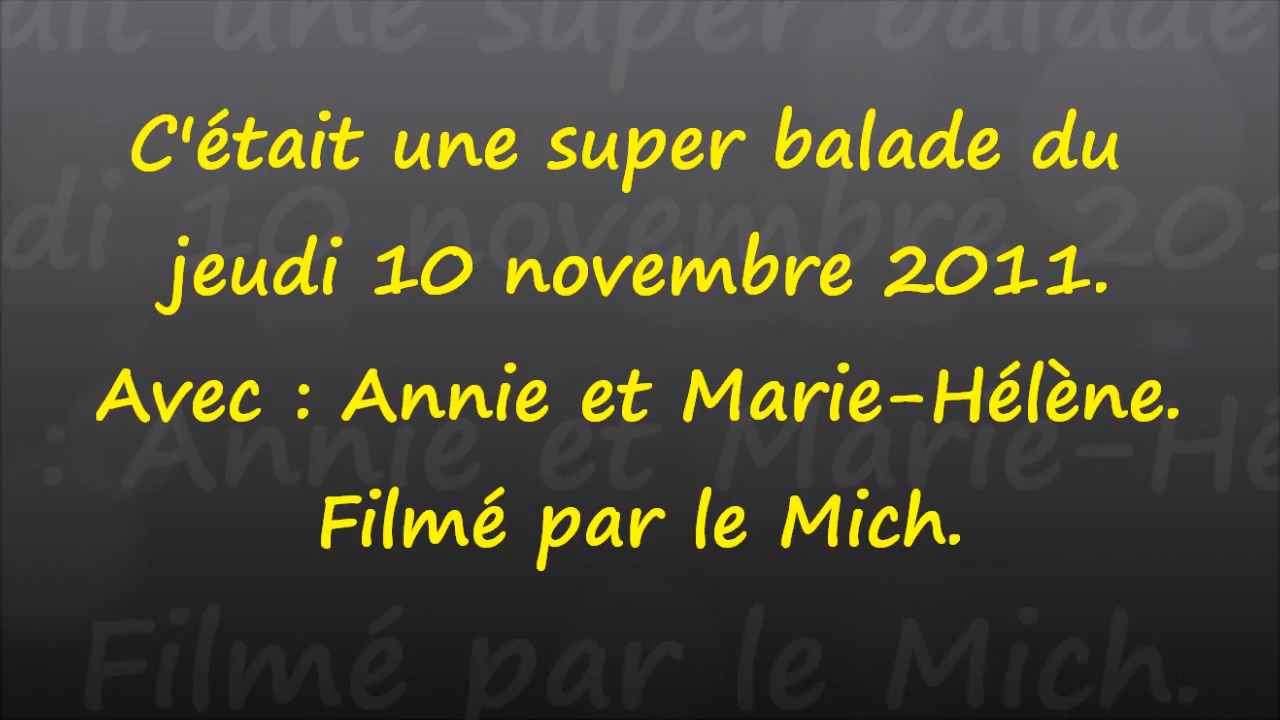 C'était une super balade du
jeudi 10 novembre 2011.
Avec : Annie et Marie-Hélène.
Filmé par le Mich.